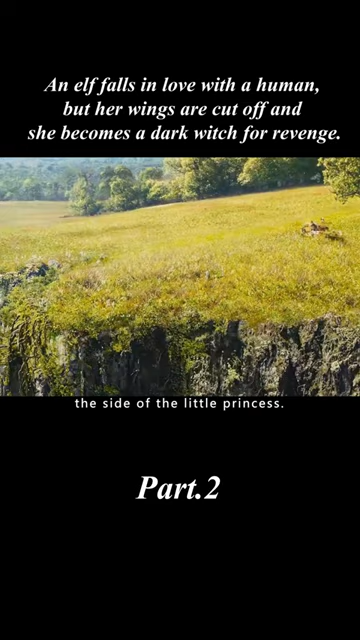 An elf falls in love with a human,
but her wings are cut off and
she becomes a dark witch for revenge.
the side of the little princess.
Part.2